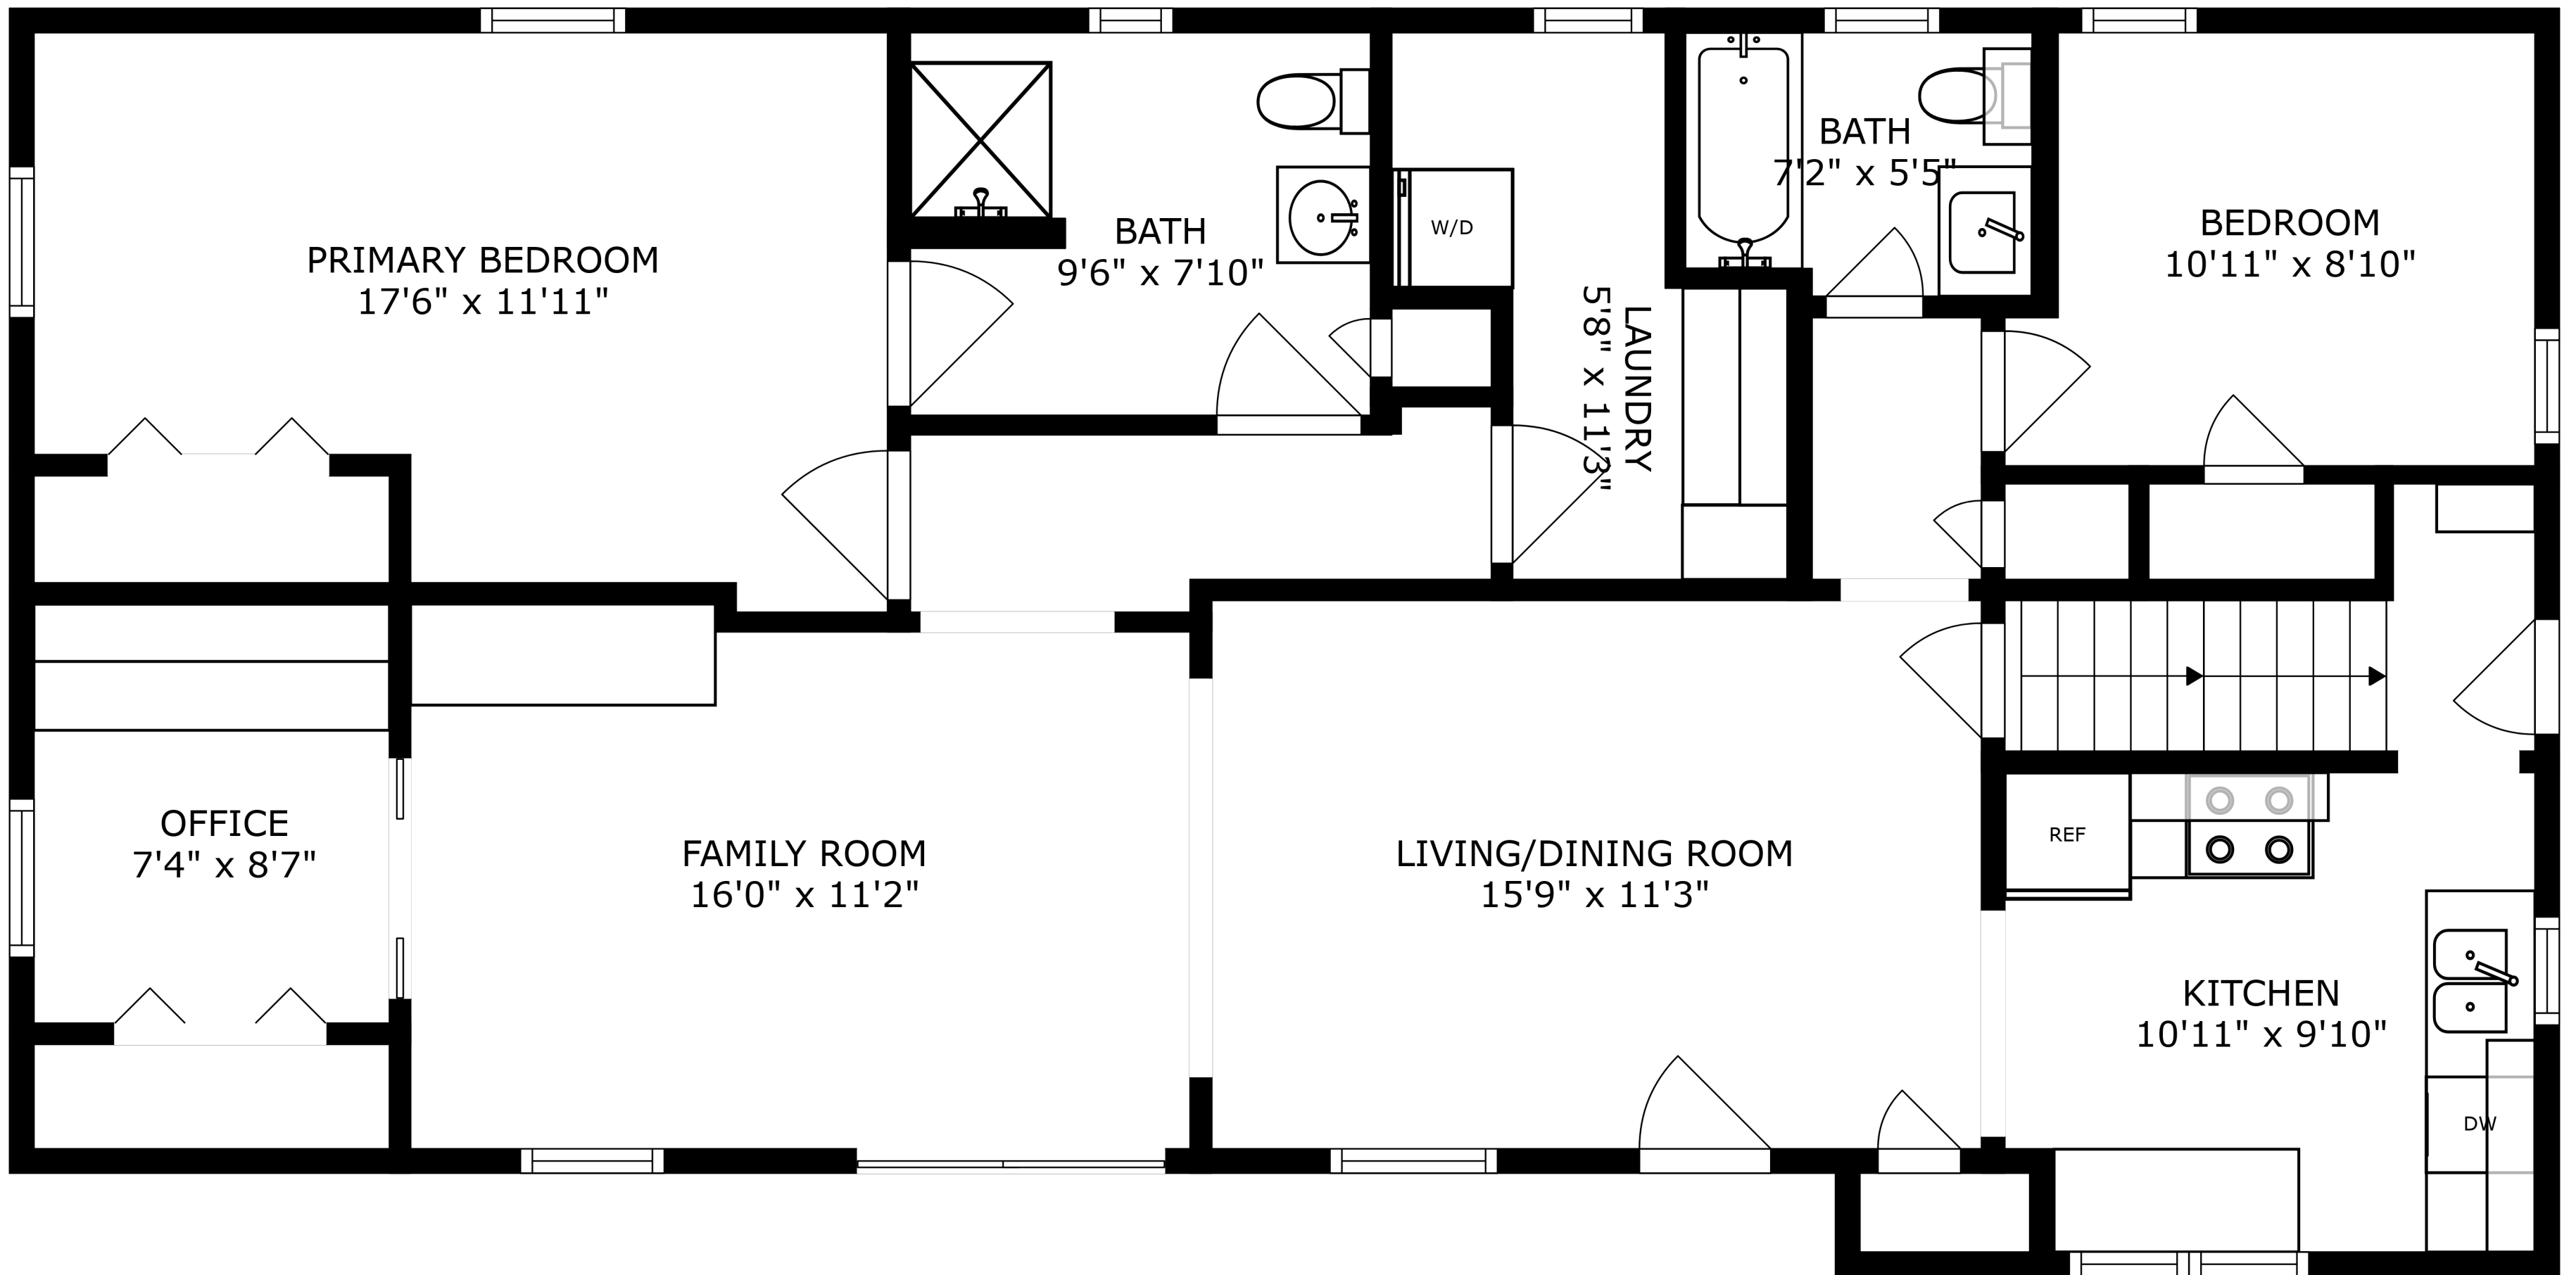 PRIMARY BEDROOM
17'6" x 11'11"
BATH
9'6" x 7'10"
W/D
LAUNDRY
5'8" x 11'3"
BATH
7'2" x 5'5"
BEDROOM
10'11" x 8'10"
OFFICE
7'4" x 8'7"
FAMILY ROOM
16'0" x 11'2"
LIVING/DINING ROOM
15'9" x 11'3"
REF
KITCHEN
10'11" x 9'10"
DW